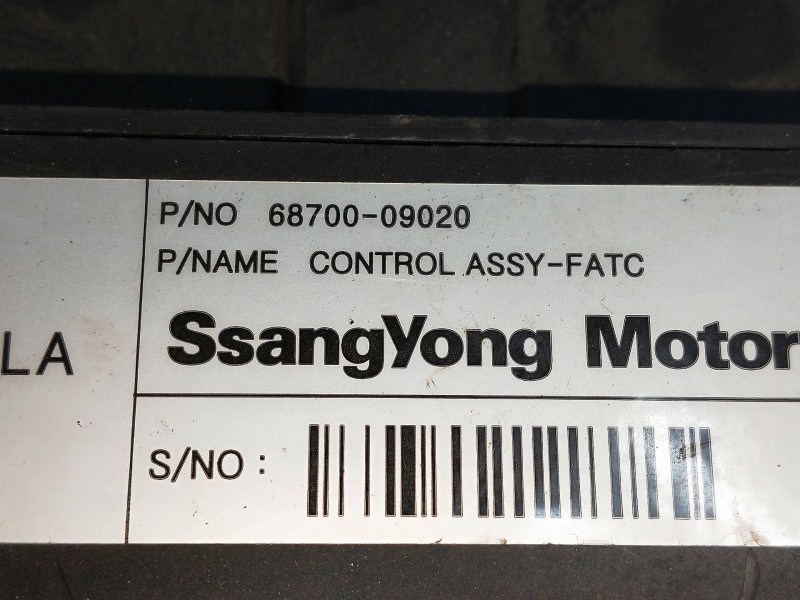 P/NO 68700-09020
P/NAME CONTROL ASSY-FATC
LA
SsangYong Motor
S/NO :